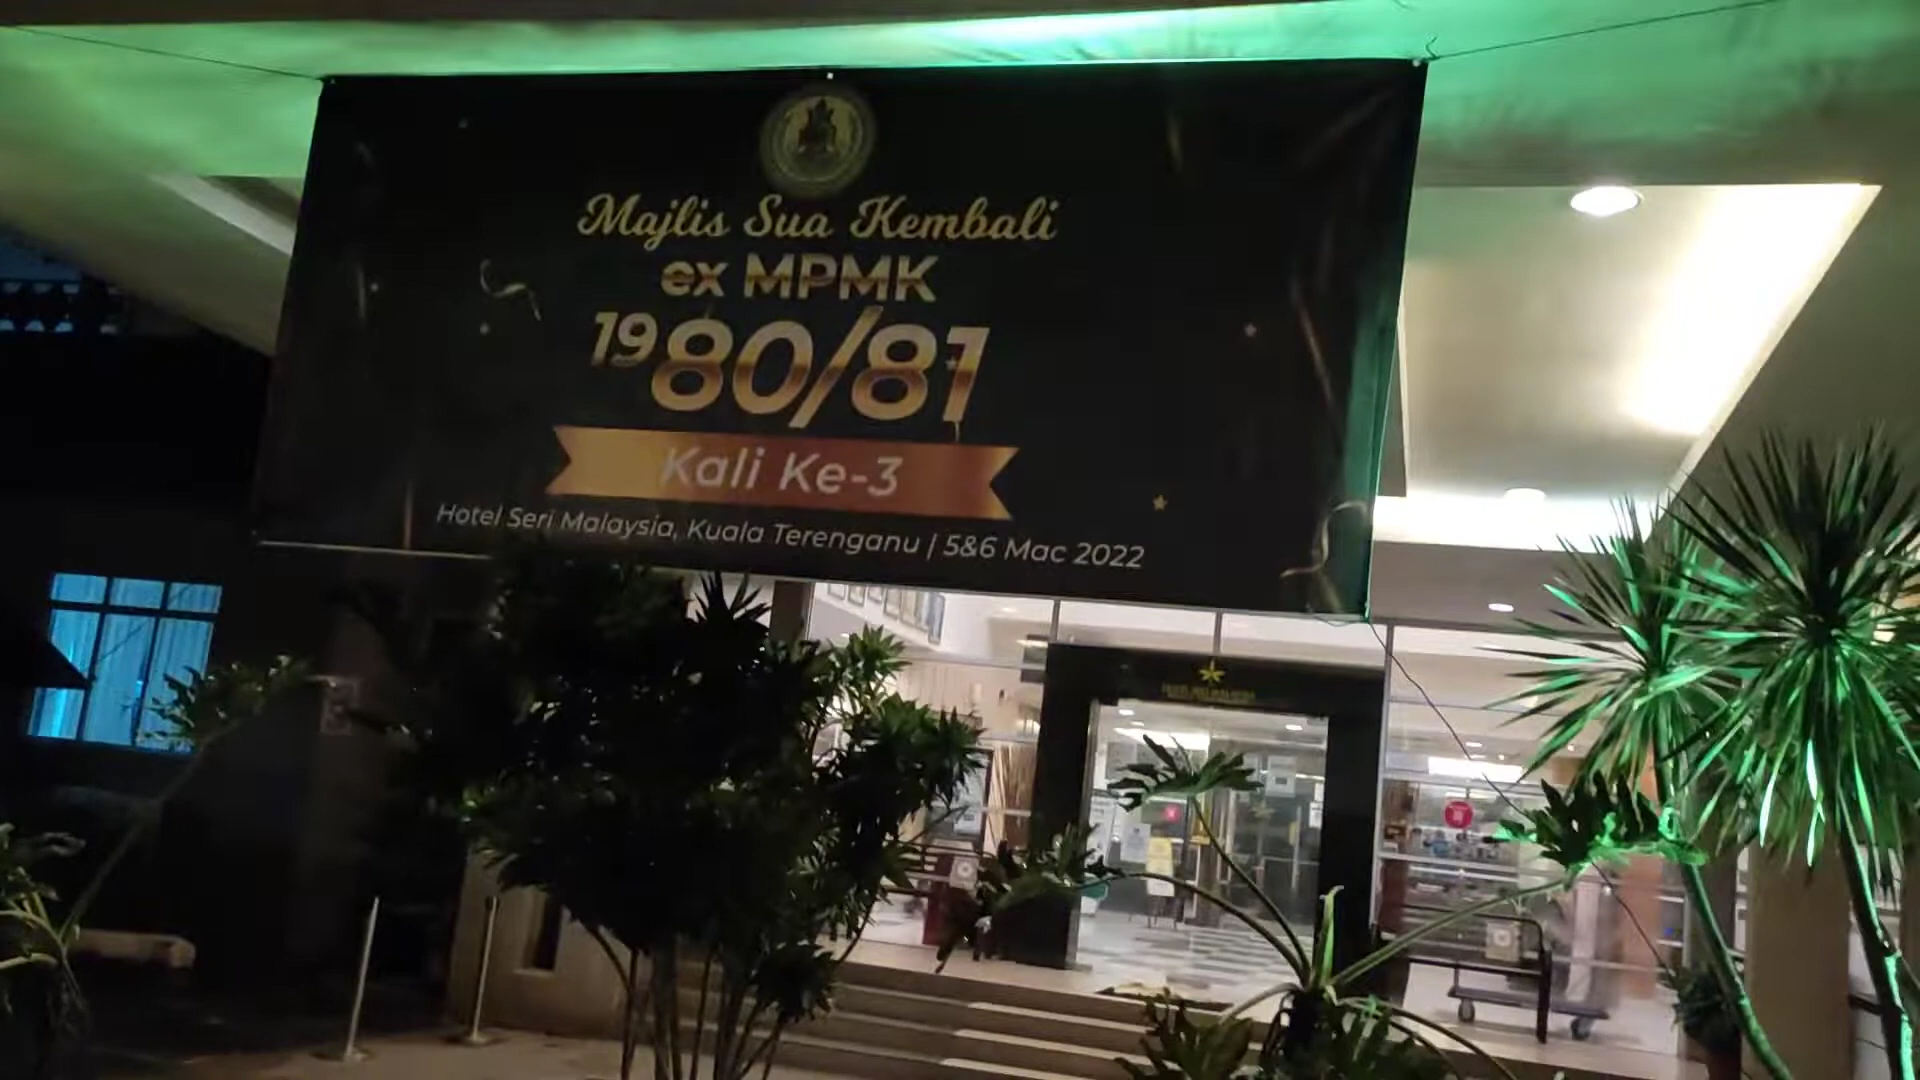 Majlis Sua Kembali
ex MPMK
1980/81
Kali Ke-3
Hotel Seri Malaysia, Kuala Terenganu | 5&6 Mac 2022